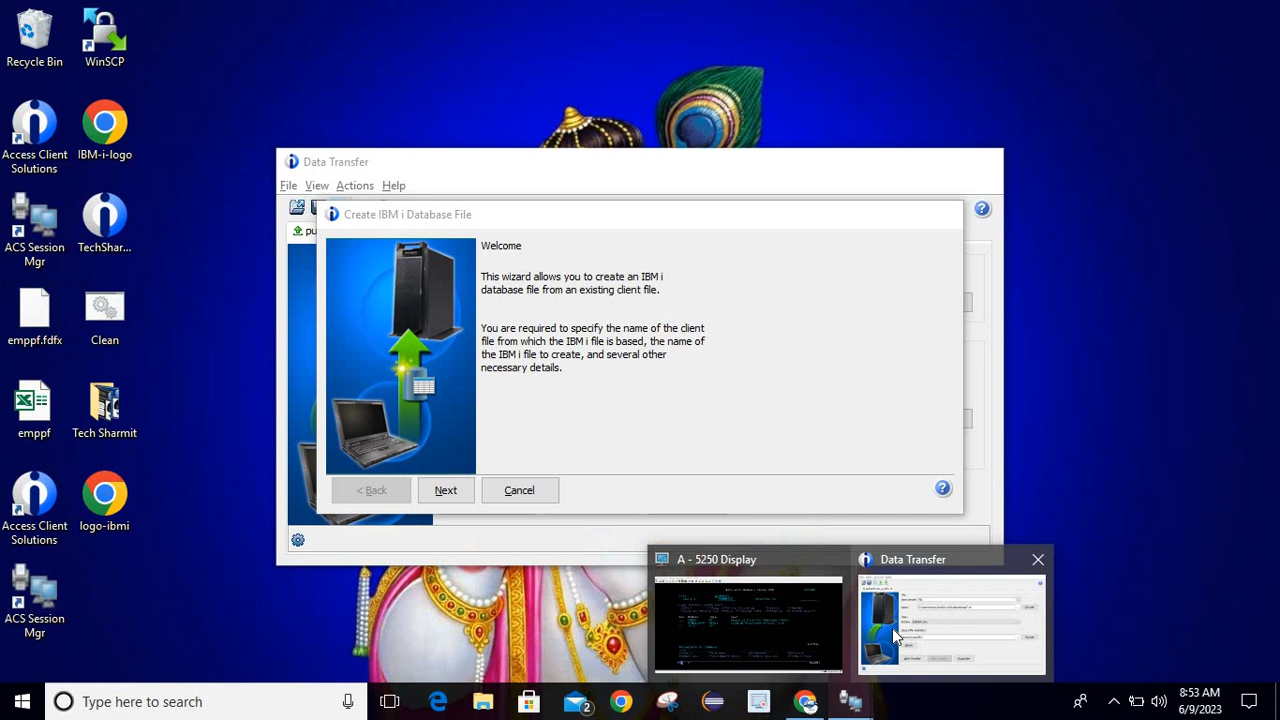 Recycle Bin
WinSCP
Access Client
Solutions
IBM-i-logo
ACS Session
Mgr
TechShar...
emppf.fdfx
Clean
emppf
Tech Sharmit
Access Client
Solutions
logo-ibmi
Data Transfer
File View Actions Help
pu
Create IBM i Database File
Welcome
This wizard allows you to create an IBM i
database file from an existing client file.
You are required to specify the name of the client
file from which the IBM i file is based, the name of
the IBM i file to create, and several other
necessary details.
< Back Next Cancel
A - 5250 Display
Data Transfer
Type here to search
2
8:53 AM
6/9/2023